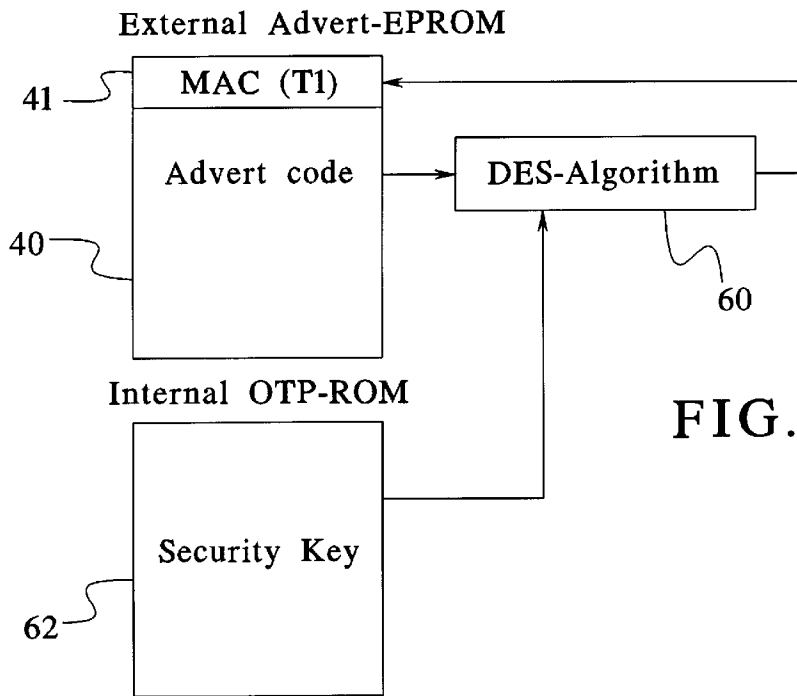 External Advert-EPROM
41
MAC (T1)
Advert code
DES-Algorithm
40
60
Internal OTP-ROM
FIG.
Security Key
62